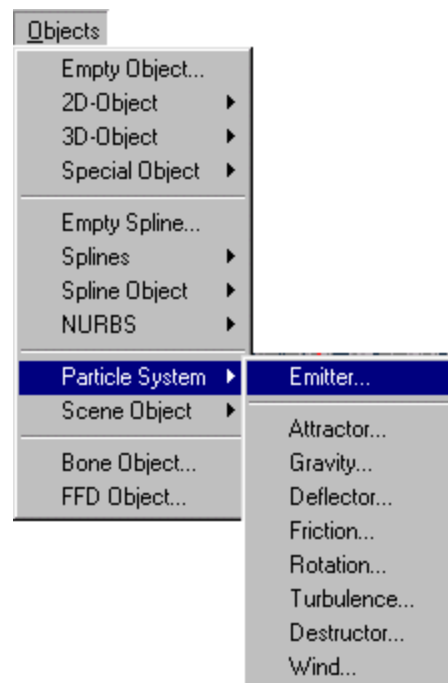 Objects
Empty Object...
2D-Object
3D-Object
Special Object
Empty Spline...
Splines
Spline Object
NURBS
Particle System
Scene Object
Bone Object...
FFD Object...
Emitter...
Attractor...
Gravity...
Deflector...
Friction...
Rotation...
Turbulence...
Destructor...
Wind...